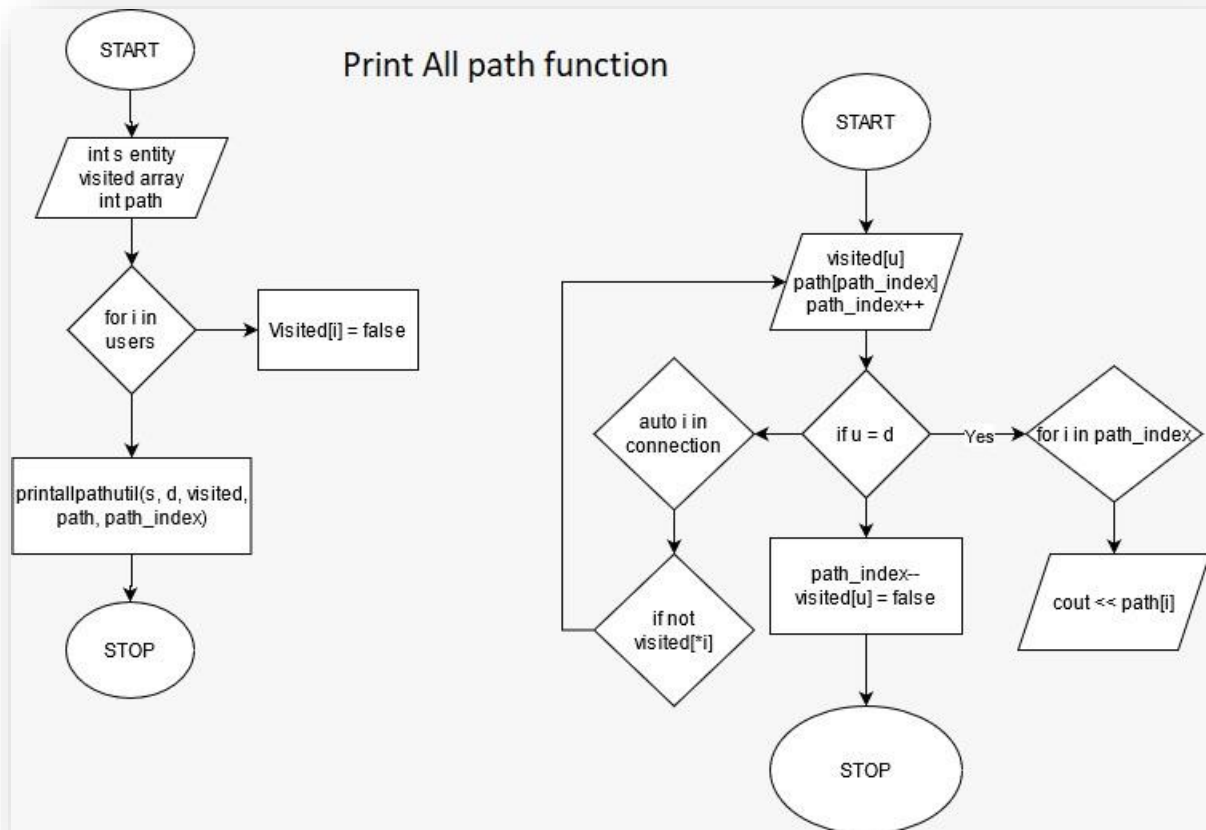 Print All path function
START
int s entity
visited array
int path
for i in
users
Visited[i] = false
printallpathutil(s, d, visited,
path, path_index)
STOP
START
visited[u]
path[path_index]
path_index++
auto i in
connection
if u = d
Yes
for i in path_index
if not
visited[*i]
path_index--
visited[u] = false
cout << path[i]
STOP